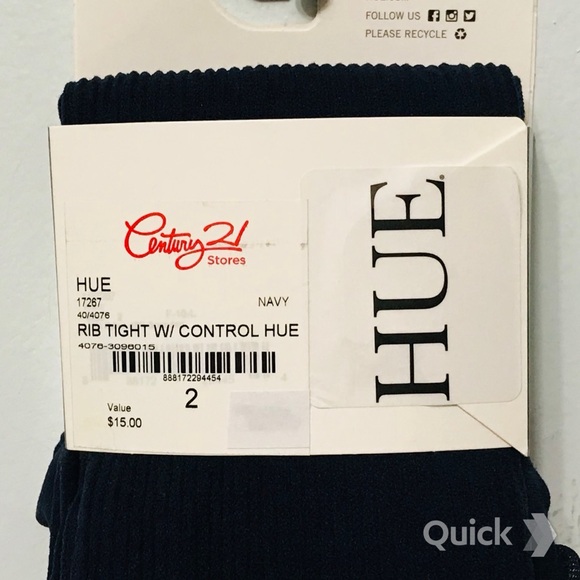 FOLLOW US
PLEASE RECYCLE
Century 21
Stores
HUE
17267 NAVY
40/4076
RIB TIGHT W/ CONTROL HUE
4076-3096015
888172294454
2
Value
$15.00
HUE
Quick